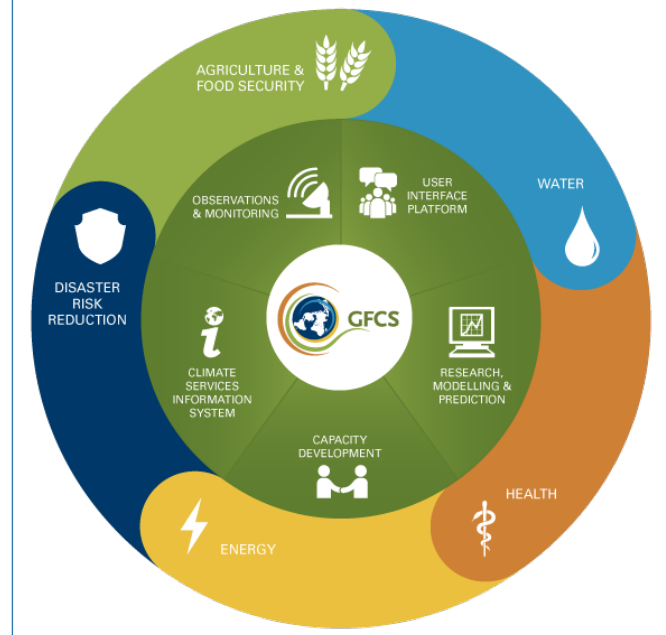 AGRICULTURE &
FOOD SECURITY
WATER
HEALTH
ENERGY
DISASTER
RISK
REDUCTION
OBSERVATIONS
& MONITORING
USER
INTERFACE
PLATFORM
RESEARCH,
MODELLING &
PREDICTION
CAPACITY
DEVELOPMENT
CLIMATE
SERVICES
INFORMATION
SYSTEM
GFCS